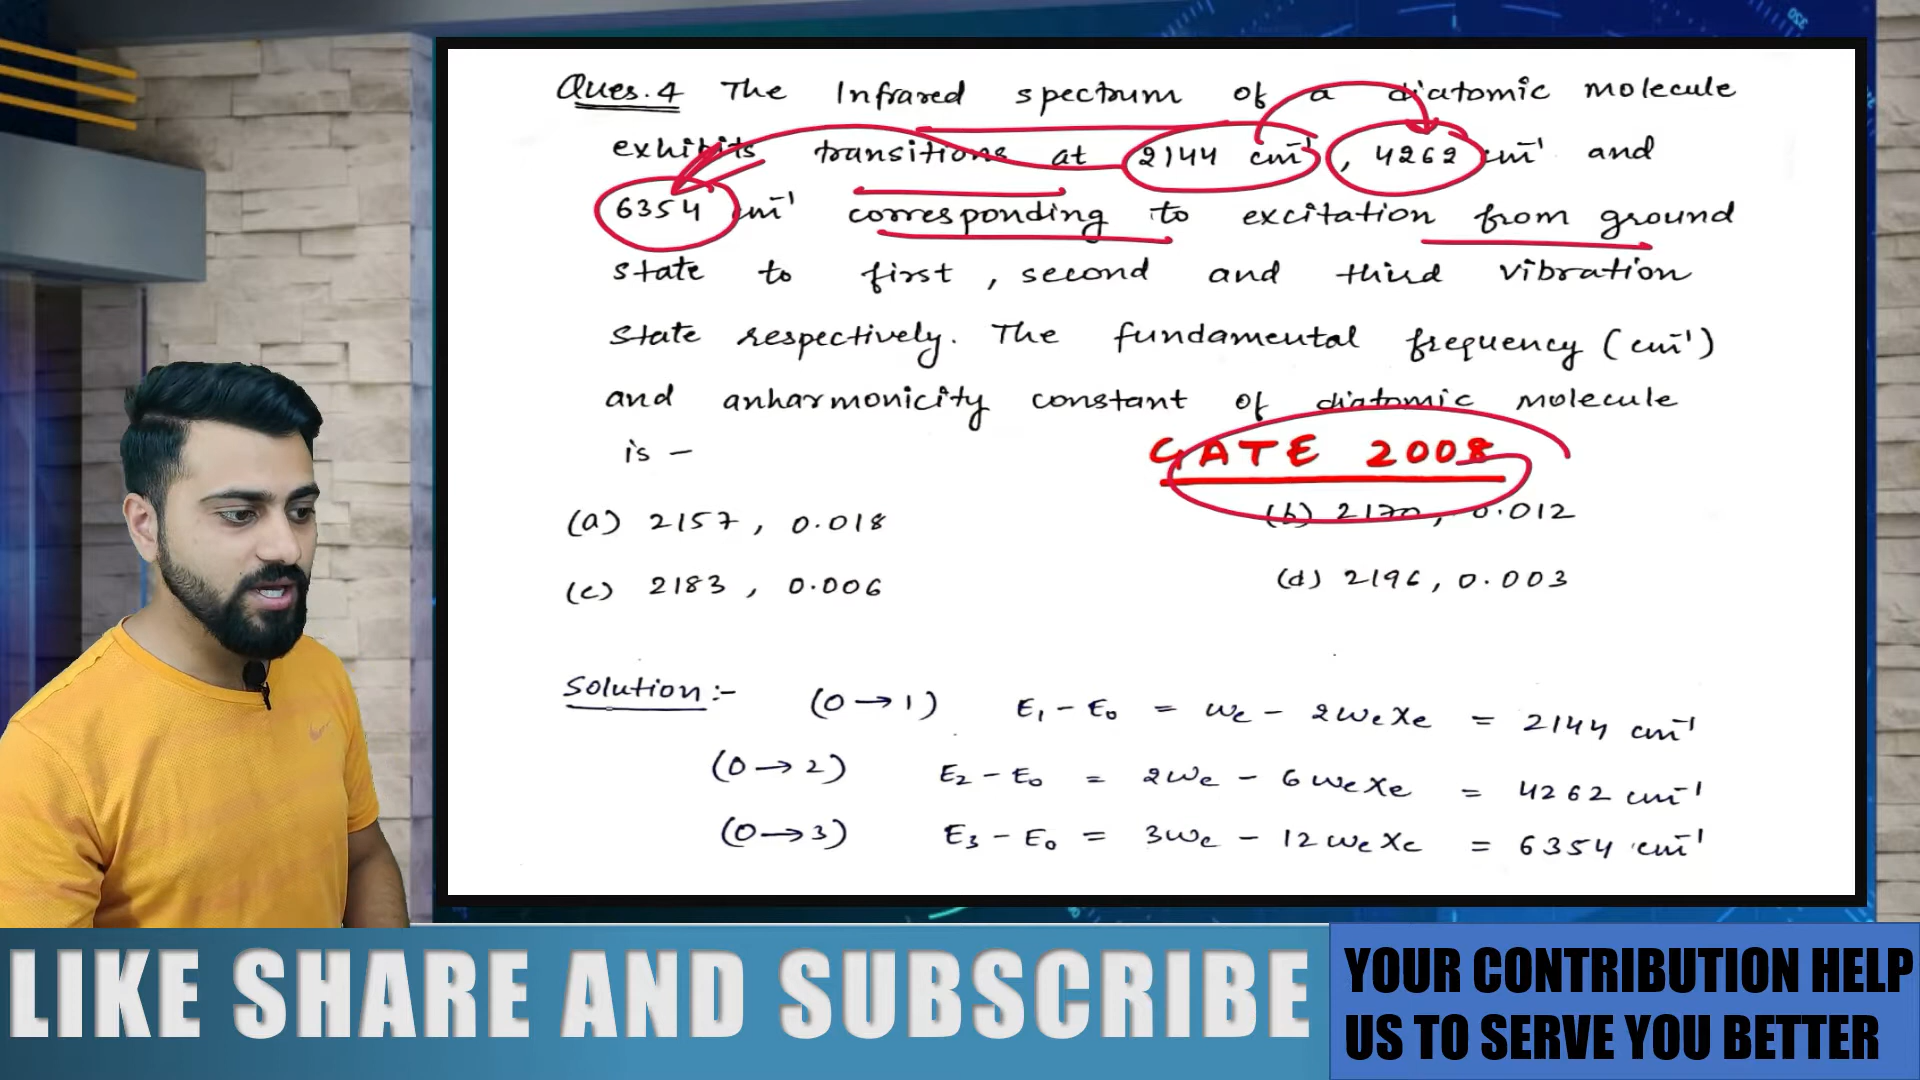 Ques.4 The Infrared spectrum of a diatomic molecule
exhibits transitions at 2144 cm⁻¹, 4262 cm⁻¹ and
6354 cm⁻¹ corresponding to excitation from ground
state to first, second and third vibration
state respectively. The fundamental frequency (cm⁻¹)
and anharmonicity constant of diatomic molecule
is -
GATE 2008
(a) 2157, 0.018
(b) 2170, 0.012
(c) 2183, 0.006
(d) 2196, 0.003
Solution:- (0→1) E₁ - E₀ = ωe - 2ωeXe = 2144 cm⁻¹
(0→2) E₂ - E₀ = 2ωe - 6ωeXe = 4262 cm⁻¹
(0→3) E₃ - E₀ = 3ωe - 12ωeXe = 6354 cm⁻¹
LIKE SHARE AND SUBSCRIBE
YOUR CONTRIBUTION HELP
US TO SERVE YOU BETTER